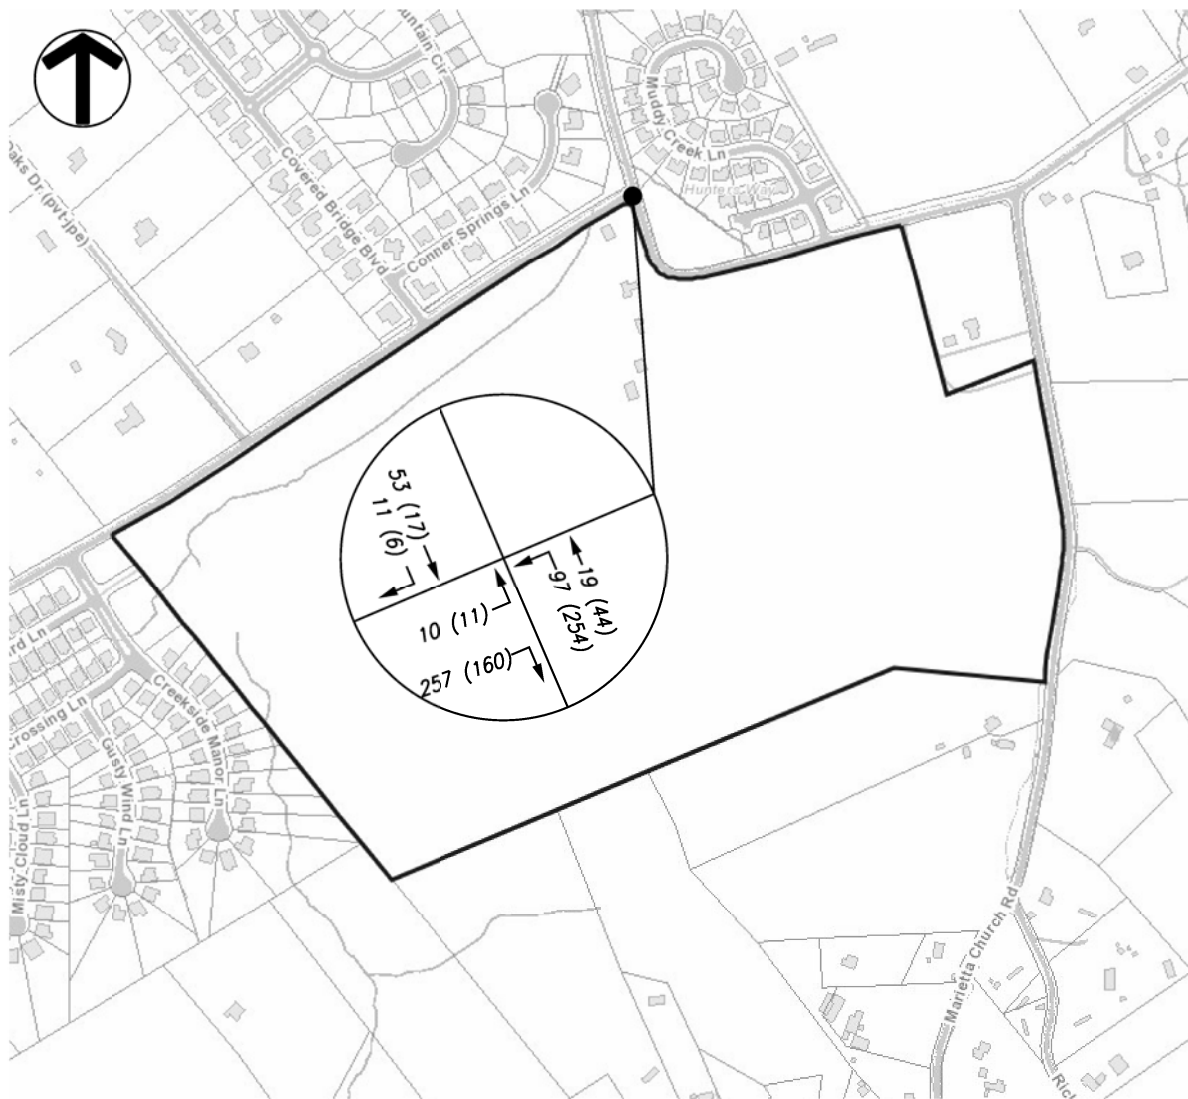 Muddy Creek Ln
Hunters Way
Covered Bridge Blvd
Conner Springs Ln
Oaks Dr (pvt-jpe)
53 (17)
11 (6)
19 (44)
97 (254)
10 (11)
257 (160)
Creekside Manor Ln
Crossing Ln
Gusty Wind Ln
Misty Cloud Ln
Marietta Church Rd